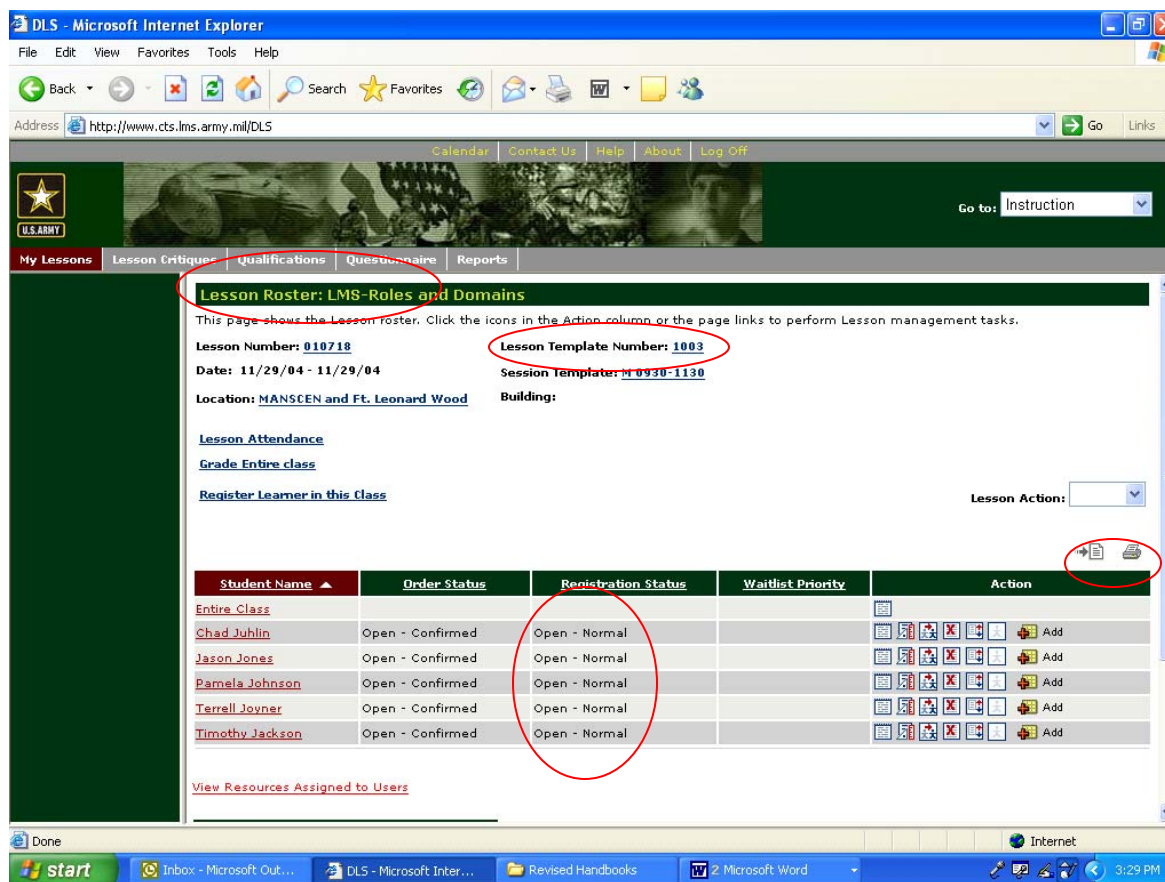 DLS - Microsoft Internet Explorer
File Edit View Favorites Tools Help
Back Search Favorites
Address http://www.cts.lms.army.mil/DLS Go Links
Calendar Contact Us Help About Log Off
U.S.ARMY
Go to: Instruction
My Lessons Lesson Critiques Qualifications Questionnaire Reports
Lesson Roster: LMS-Roles and Domains
This page shows the Lesson roster. Click the icons in the Action column or the page links to perform Lesson management tasks.
Lesson Number: 010718 Lesson Template Number: 1003
Date: 11/29/04 - 11/29/04 Session Template: M 0930-1130
Location: MANSCEN and Ft. Leonard Wood Building:
Lesson Attendance
Grade Entire class
Register Learner in this Class
Lesson Action:
Student Name Order Status Registration Status Waitlist Priority Action
Entire Class
Chad Juhlin Open - Confirmed Open - Normal Add
Jason Jones Open - Confirmed Open - Normal Add
Pamela Johnson Open - Confirmed Open - Normal Add
Terrell Joyner Open - Confirmed Open - Normal Add
Timothy Jackson Open - Confirmed Open - Normal Add
View Resources Assigned to Users
Done Internet
start Inbox - Microsoft Out... DLS - Microsoft Inter... Revised Handbooks 2 Microsoft Word 3:29 PM